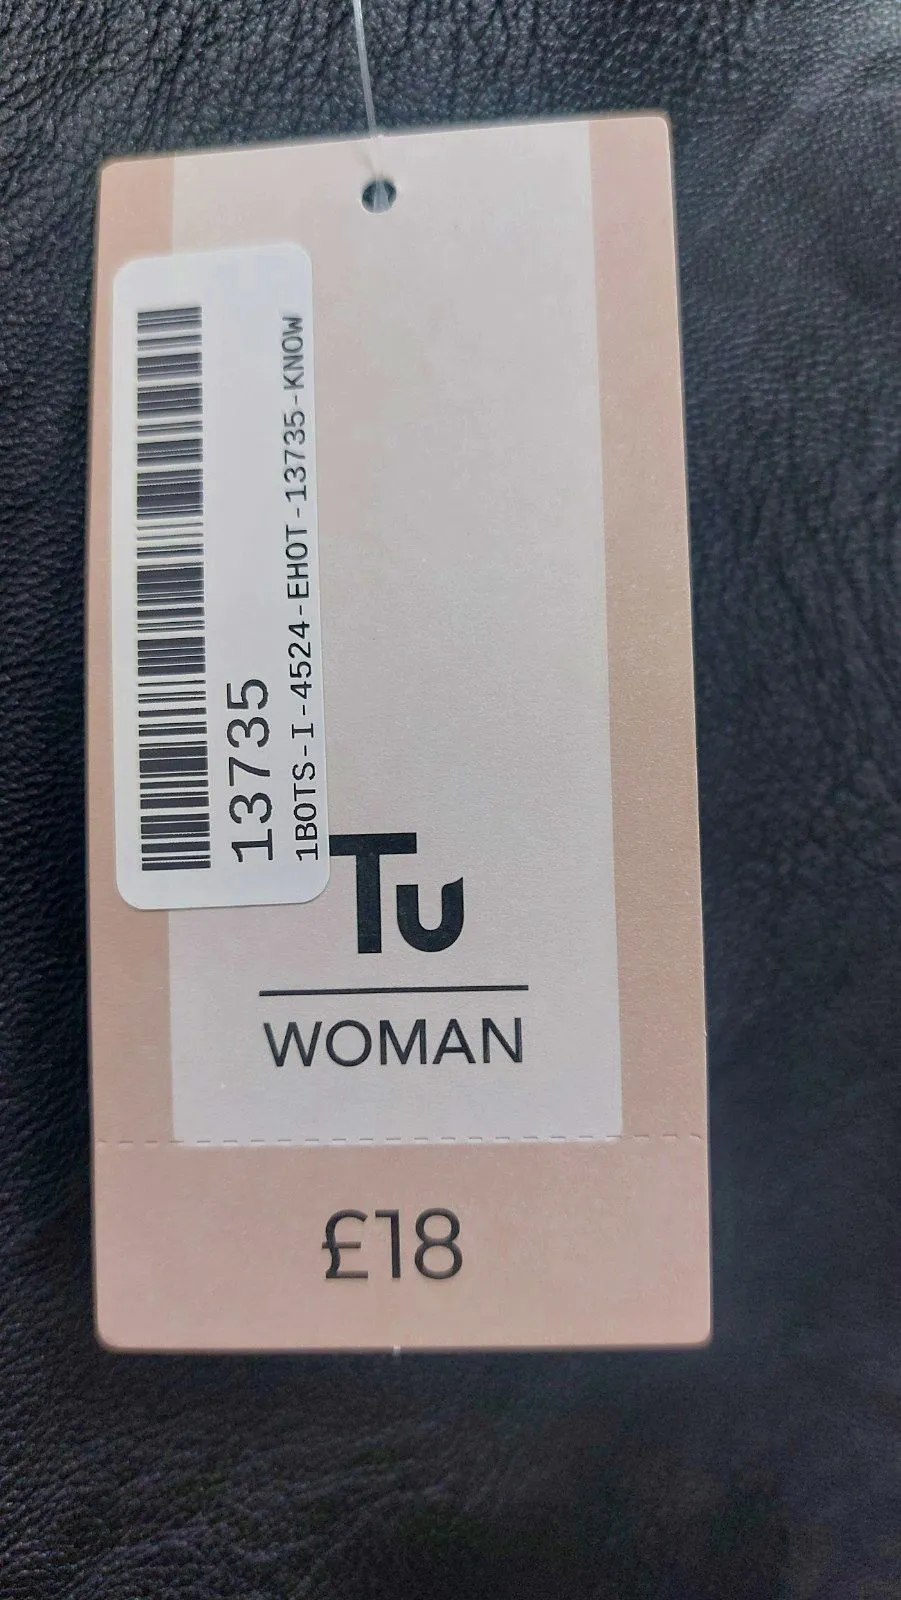 13735
1BOTS-I-4524-EHOT-13735-KNOW
Tu
WOMAN
£18